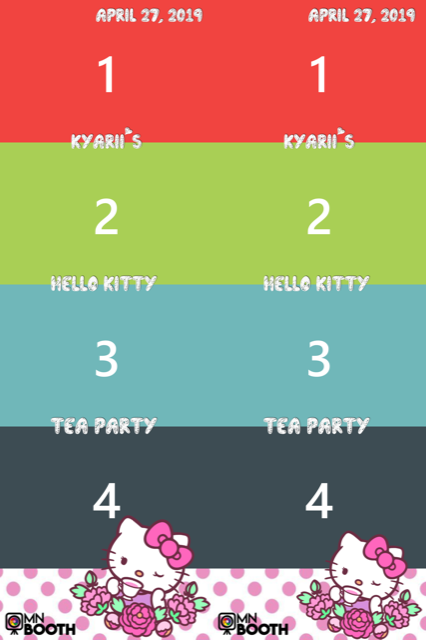 APRIL 27, 2019 APRIL 27, 2019
1 1
KYARII'S KYARII'S
2 2
HELLO KITTY HELLO KITTY
3 3
TEA PARTY TEA PARTY
4 4
MN MN
BOOTH BOOTH